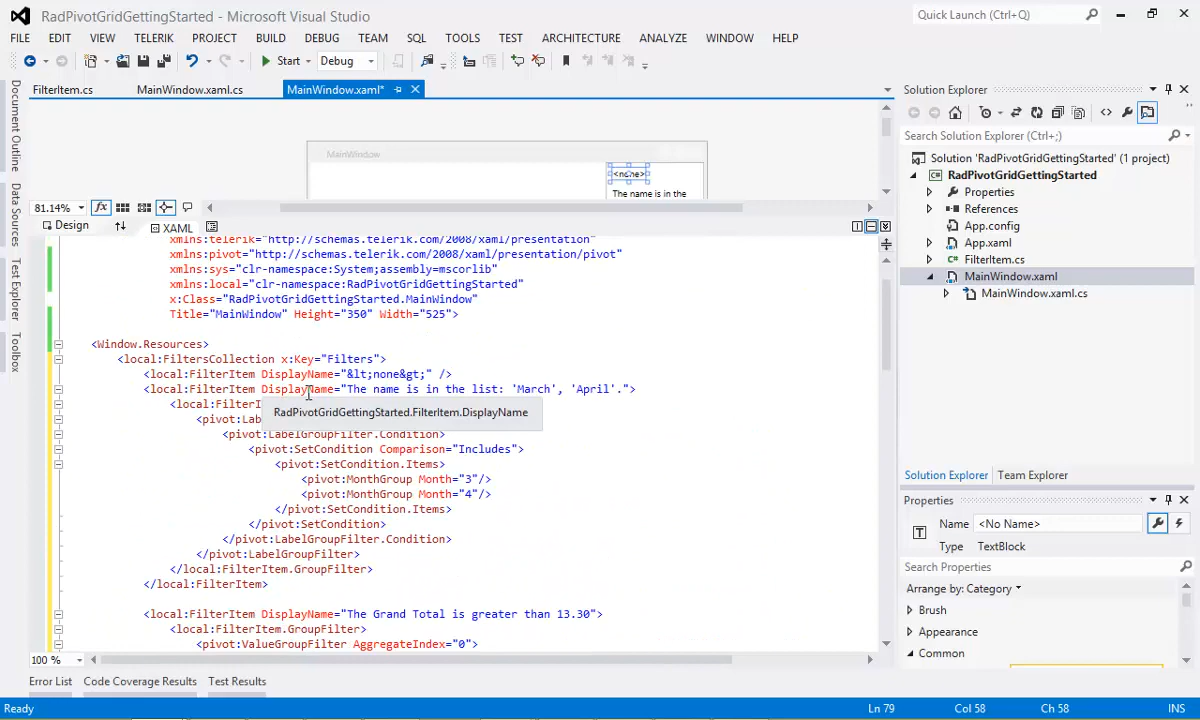 RadPivotGridGettingStarted - Microsoft Visual Studio
Quick Launch (Ctrl+Q)
FILE EDIT VIEW TELERIK PROJECT BUILD DEBUG TEAM SQL TOOLS TEST ARCHITECTURE ANALYZE WINDOW HELP
Start Debug
FilterItem.cs MainWindow.xaml.cs MainWindow.xaml*
Document Outline
Data Sources
Test Explorer
Toolbox
MainWindow
<none>
The name is in the
81.14%
Design XAML
xmlns:telerik="http://schemas.telerik.com/2008/xaml/presentation"
xmlns:pivot="http://schemas.telerik.com/2008/xaml/presentation/pivot"
xmlns:sys="clr-namespace:System;assembly=mscorlib"
xmlns:local="clr-namespace:RadPivotGridGettingStarted"
x:Class="RadPivotGridGettingStarted.MainWindow"
Title="MainWindow" Height="350" Width="525">
<Window.Resources>
<local:FiltersCollection x:Key="Filters">
<local:FilterItem DisplayName="&lt;none&gt;" />
<local:FilterItem DisplayName="The name is in the list: 'March', 'April'.">
<local:FilterI
RadPivotGridGettingStarted.FilterItem.DisplayName
<pivot:Lab
<pivot:LabelGroupFilter.Condition>
<pivot:SetCondition Comparison="Includes">
<pivot:SetCondition.Items>
<pivot:MonthGroup Month="3"/>
<pivot:MonthGroup Month="4"/>
</pivot:SetCondition.Items>
</pivot:SetCondition>
</pivot:LabelGroupFilter.Condition>
</pivot:LabelGroupFilter>
</local:FilterItem.GroupFilter>
</local:FilterItem>
<local:FilterItem DisplayName="The Grand Total is greater than 13.30">
<local:FilterItem.GroupFilter>
<pivot:ValueGroupFilter AggregateIndex="0">
100 %
Error List Code Coverage Results Test Results
Ready
Ln 79 Col 58 Ch 58 INS
Solution Explorer
Search Solution Explorer (Ctrl+;)
Solution 'RadPivotGridGettingStarted' (1 project)
RadPivotGridGettingStarted
Properties
References
App.config
App.xaml
FilterItem.cs
MainWindow.xaml
MainWindow.xaml.cs
Solution Explorer Team Explorer
Properties
Name <No Name>
Type TextBlock
Search Properties
Arrange by: Category
Brush
Appearance
Common